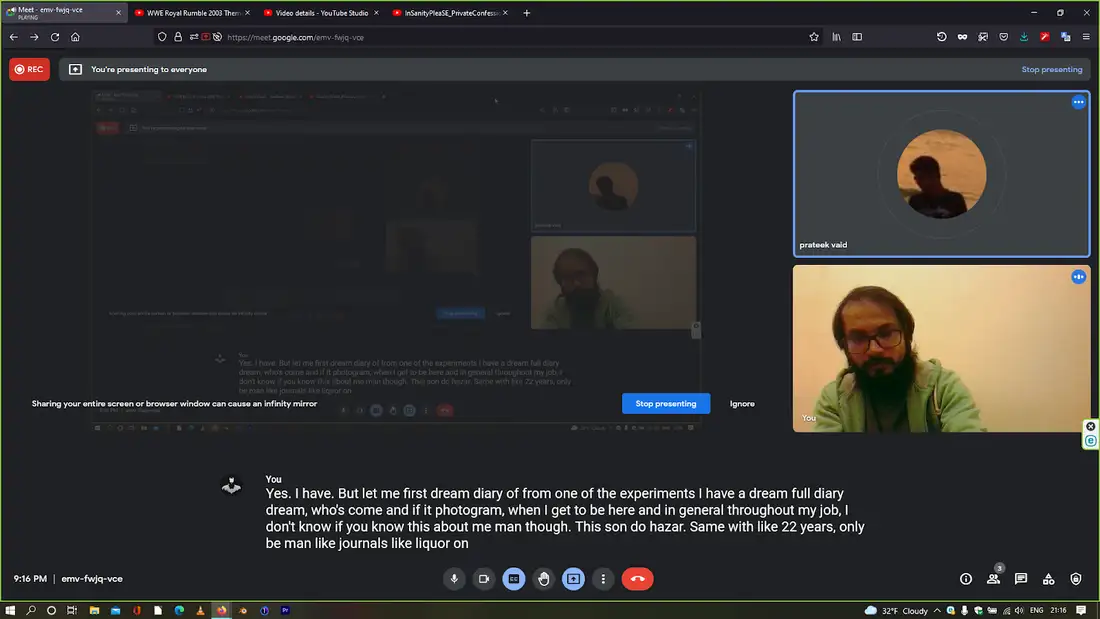 Meet - emv-fwjq-vce
PLAYING
WWE Royal Rumble 2003 Them
Video details - YouTube Studio
InSanityPleaSE_PrivateConfessi
https://meet.google.com/emv-fwjq-vce
REC
You're presenting to everyone
Stop presenting
prateek vaid
You
Sharing your entire screen or browser window can cause an infinity mirror
Stop presenting
Ignore
You
Yes. I have. But let me first dream diary of from one of the experiments I have a dream full diary
dream, who's come and if it photogram, when I get to be here and in general throughout my job, I
don't know if you know this about me man though. This son do hazar. Same with like 22 years, only
be man like journals like liquor on
9:16 PM | emv-fwjq-vce
3
32°F Cloudy
ENG
21:16